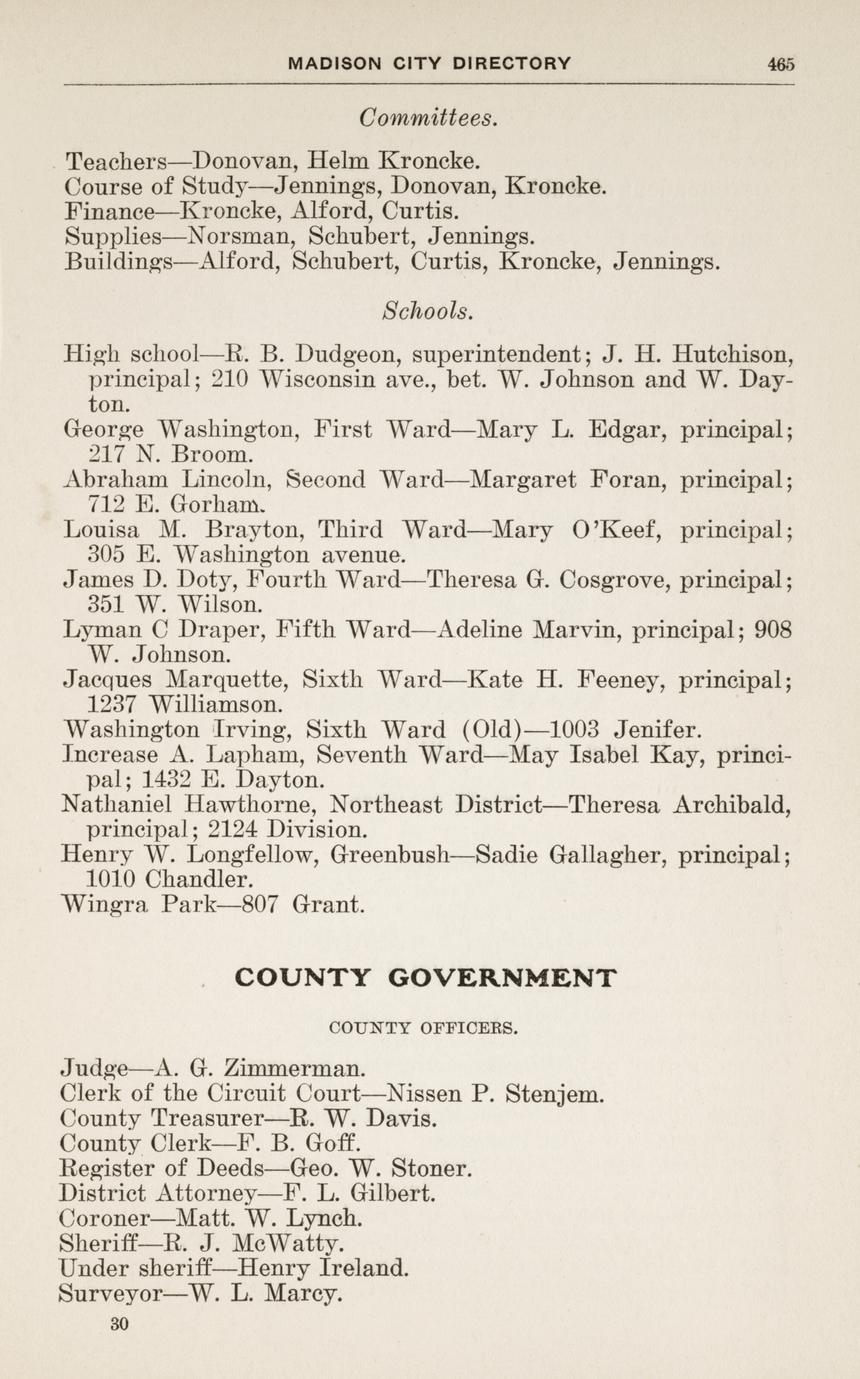 MADISON CITY DIRECTORY 465
Committees.
Teachers—Donovan, Helm Kroncke.
Course of Study—Jennings, Donovan, Kroncke.
Finance—Kroncke, Alford, Curtis.
Supplies—Norsman, Schubert, Jennings.
Buildings—Alford, Schubert, Curtis, Kroncke, Jennings.
Schools.
High school—R. B. Dudgeon, superintendent; J. H. Hutchison,
principal; 210 Wisconsin ave., bet. W. Johnson and W. Day-
ton.
George Washington, First Ward—Mary L. Edgar, principal;
217 N. Broom.
Abraham Lincoln, Second Ward—Margaret Foran, principal;
712 E. Gorham.
Louisa M. Brayton, Third Ward—Mary O'Keef, principal;
305 E. Washington avenue.
James D. Doty, Fourth Ward—Theresa G. Cosgrove, principal;
351 W. Wilson.
Lyman C Draper, Fifth Ward—Adeline Marvin, principal; 908
W. Johnson.
Jacques Marquette, Sixth Ward—Kate H. Feeney, principal;
1237 Williamson.
Washington Irving, Sixth Ward (Old)—1003 Jenifer.
Increase A. Lapham, Seventh Ward—May Isabel Kay, princi-
pal; 1432 E. Dayton.
Nathaniel Hawthorne, Northeast District—Theresa Archibald,
principal; 2124 Division.
Henry W. Longfellow, Greenbush—Sadie Gallagher, principal;
1010 Chandler.
Wingra Park—807 Grant.
COUNTY GOVERNMENT
COUNTY OFFICERS.
Judge—A. G. Zimmerman.
Clerk of the Circuit Court—Nissen P. Stenjem.
County Treasurer—R. W. Davis.
County Clerk—F. B. Goff.
Register of Deeds—Geo. W. Stoner.
District Attorney—F. L. Gilbert.
Coroner—Matt. W. Lynch.
Sheriff—R. J. McWatty.
Under sheriff—Henry Ireland.
Surveyor—W. L. Marcy.
30